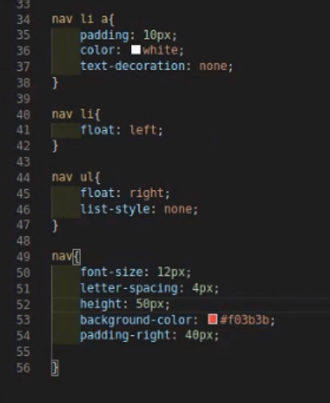 33
34 nav li a{
35 padding: 10px;
36 color: white;
37 text-decoration: none;
38 }
39
40 nav li{
41 float: left;
42 }
43
44 nav ul{
45 float: right;
46 list-style: none;
47 }
48
49 nav{
50 font-size: 12px;
51 letter-spacing: 4px;
52 height: 50px;
53 background-color: #f03b3b;
54 padding-right: 40px;
55
56 }